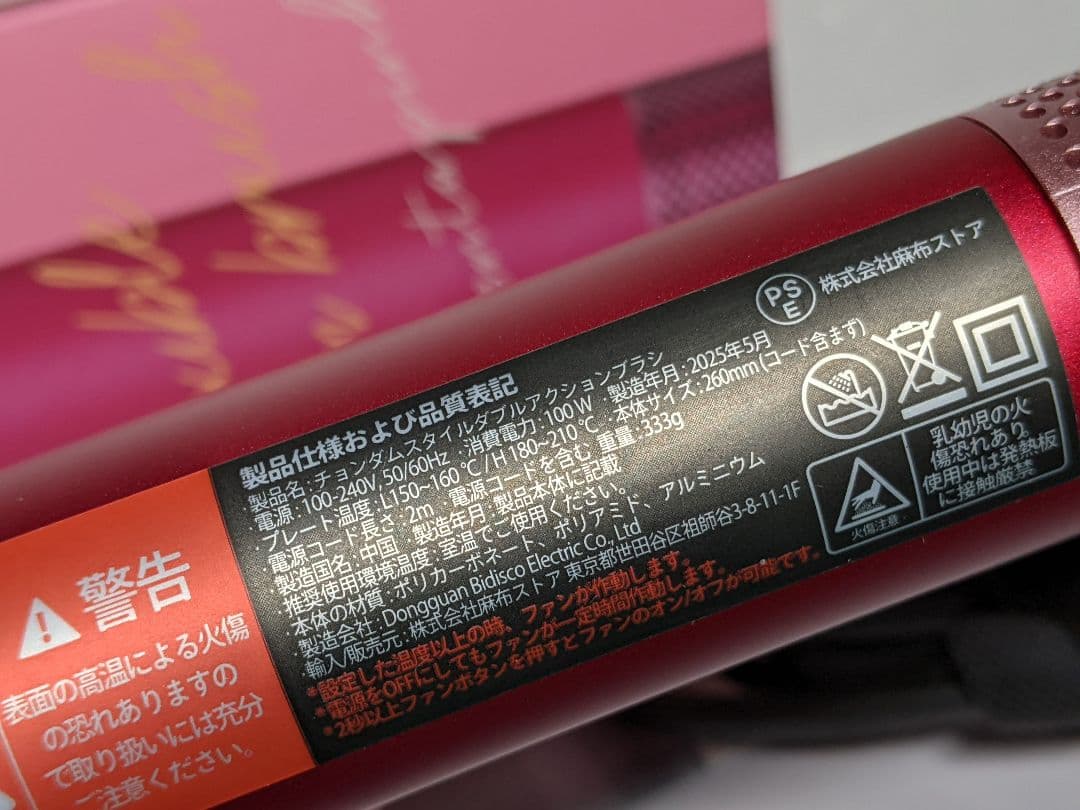 PSE 株式会社麻布ストア
製品仕様および品質表記
製品名: チョンダムスタイルダブルアクションブラシ
・電源: 100-240V, 50/60Hz 消費電力: 100W 製造年月: 2025年5月
・プレート温度: L150~160℃/H 180~210℃ 本体サイズ: 260mm(コード含まず)
・電源コード長さ: 2m 電源コードを含む 重量: 333g
製造国名: 中国 製造年月 製品本体に記載
推奨使用環境温度: 室温でご使用ください。
・本体の材質: ポリカーボネート、ポリアミド、アルミニウム
製造会社: Dongguan Bidisco Electric Co., Ltd
・輸入/販売元: 株式会社麻布ストア 東京都世田谷区祖師谷3-8-11-1F
*設定した温度以上の時、ファンが作動します。
*電源をOFFにしてもファンが一定時間作動します。
*2秒以上ファンボタンを押すとファンのオン/オフが可能です。
火傷注意
乳幼児の火
傷恐れあり
使用中は発熱板
に接触厳禁
警告
表面の高温による火傷
の恐れありますの
で取り扱いには充分
ご注意ください。